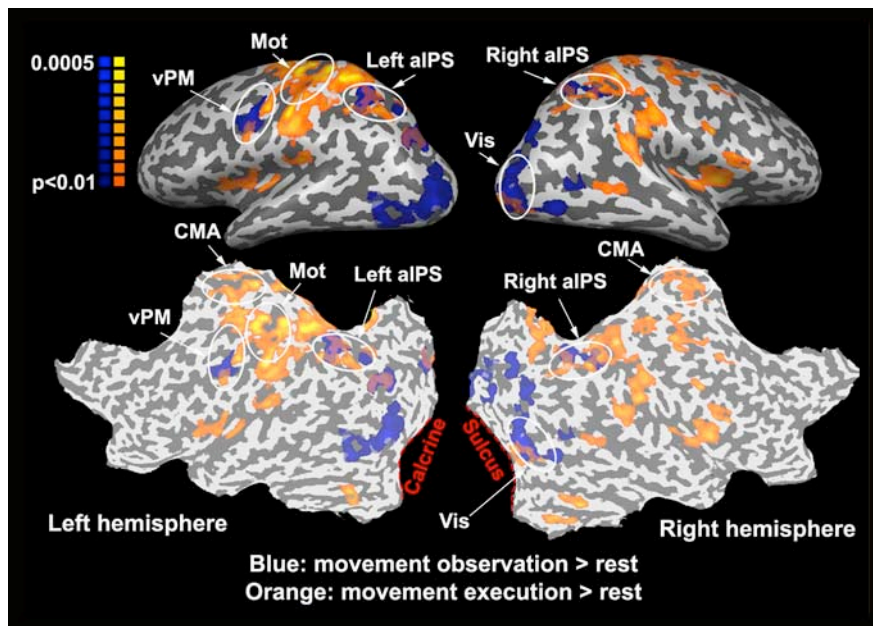 0.0005
p<0.01
vPM
Mot
Left aIPS
Right aIPS
Vis
CMA
Mot
Left aIPS
vPM
Right aIPS
CMA
Calcrine
Sulcus
Vis
Left hemisphere
Right hemisphere
Blue: movement observation > rest
Orange: movement execution > rest